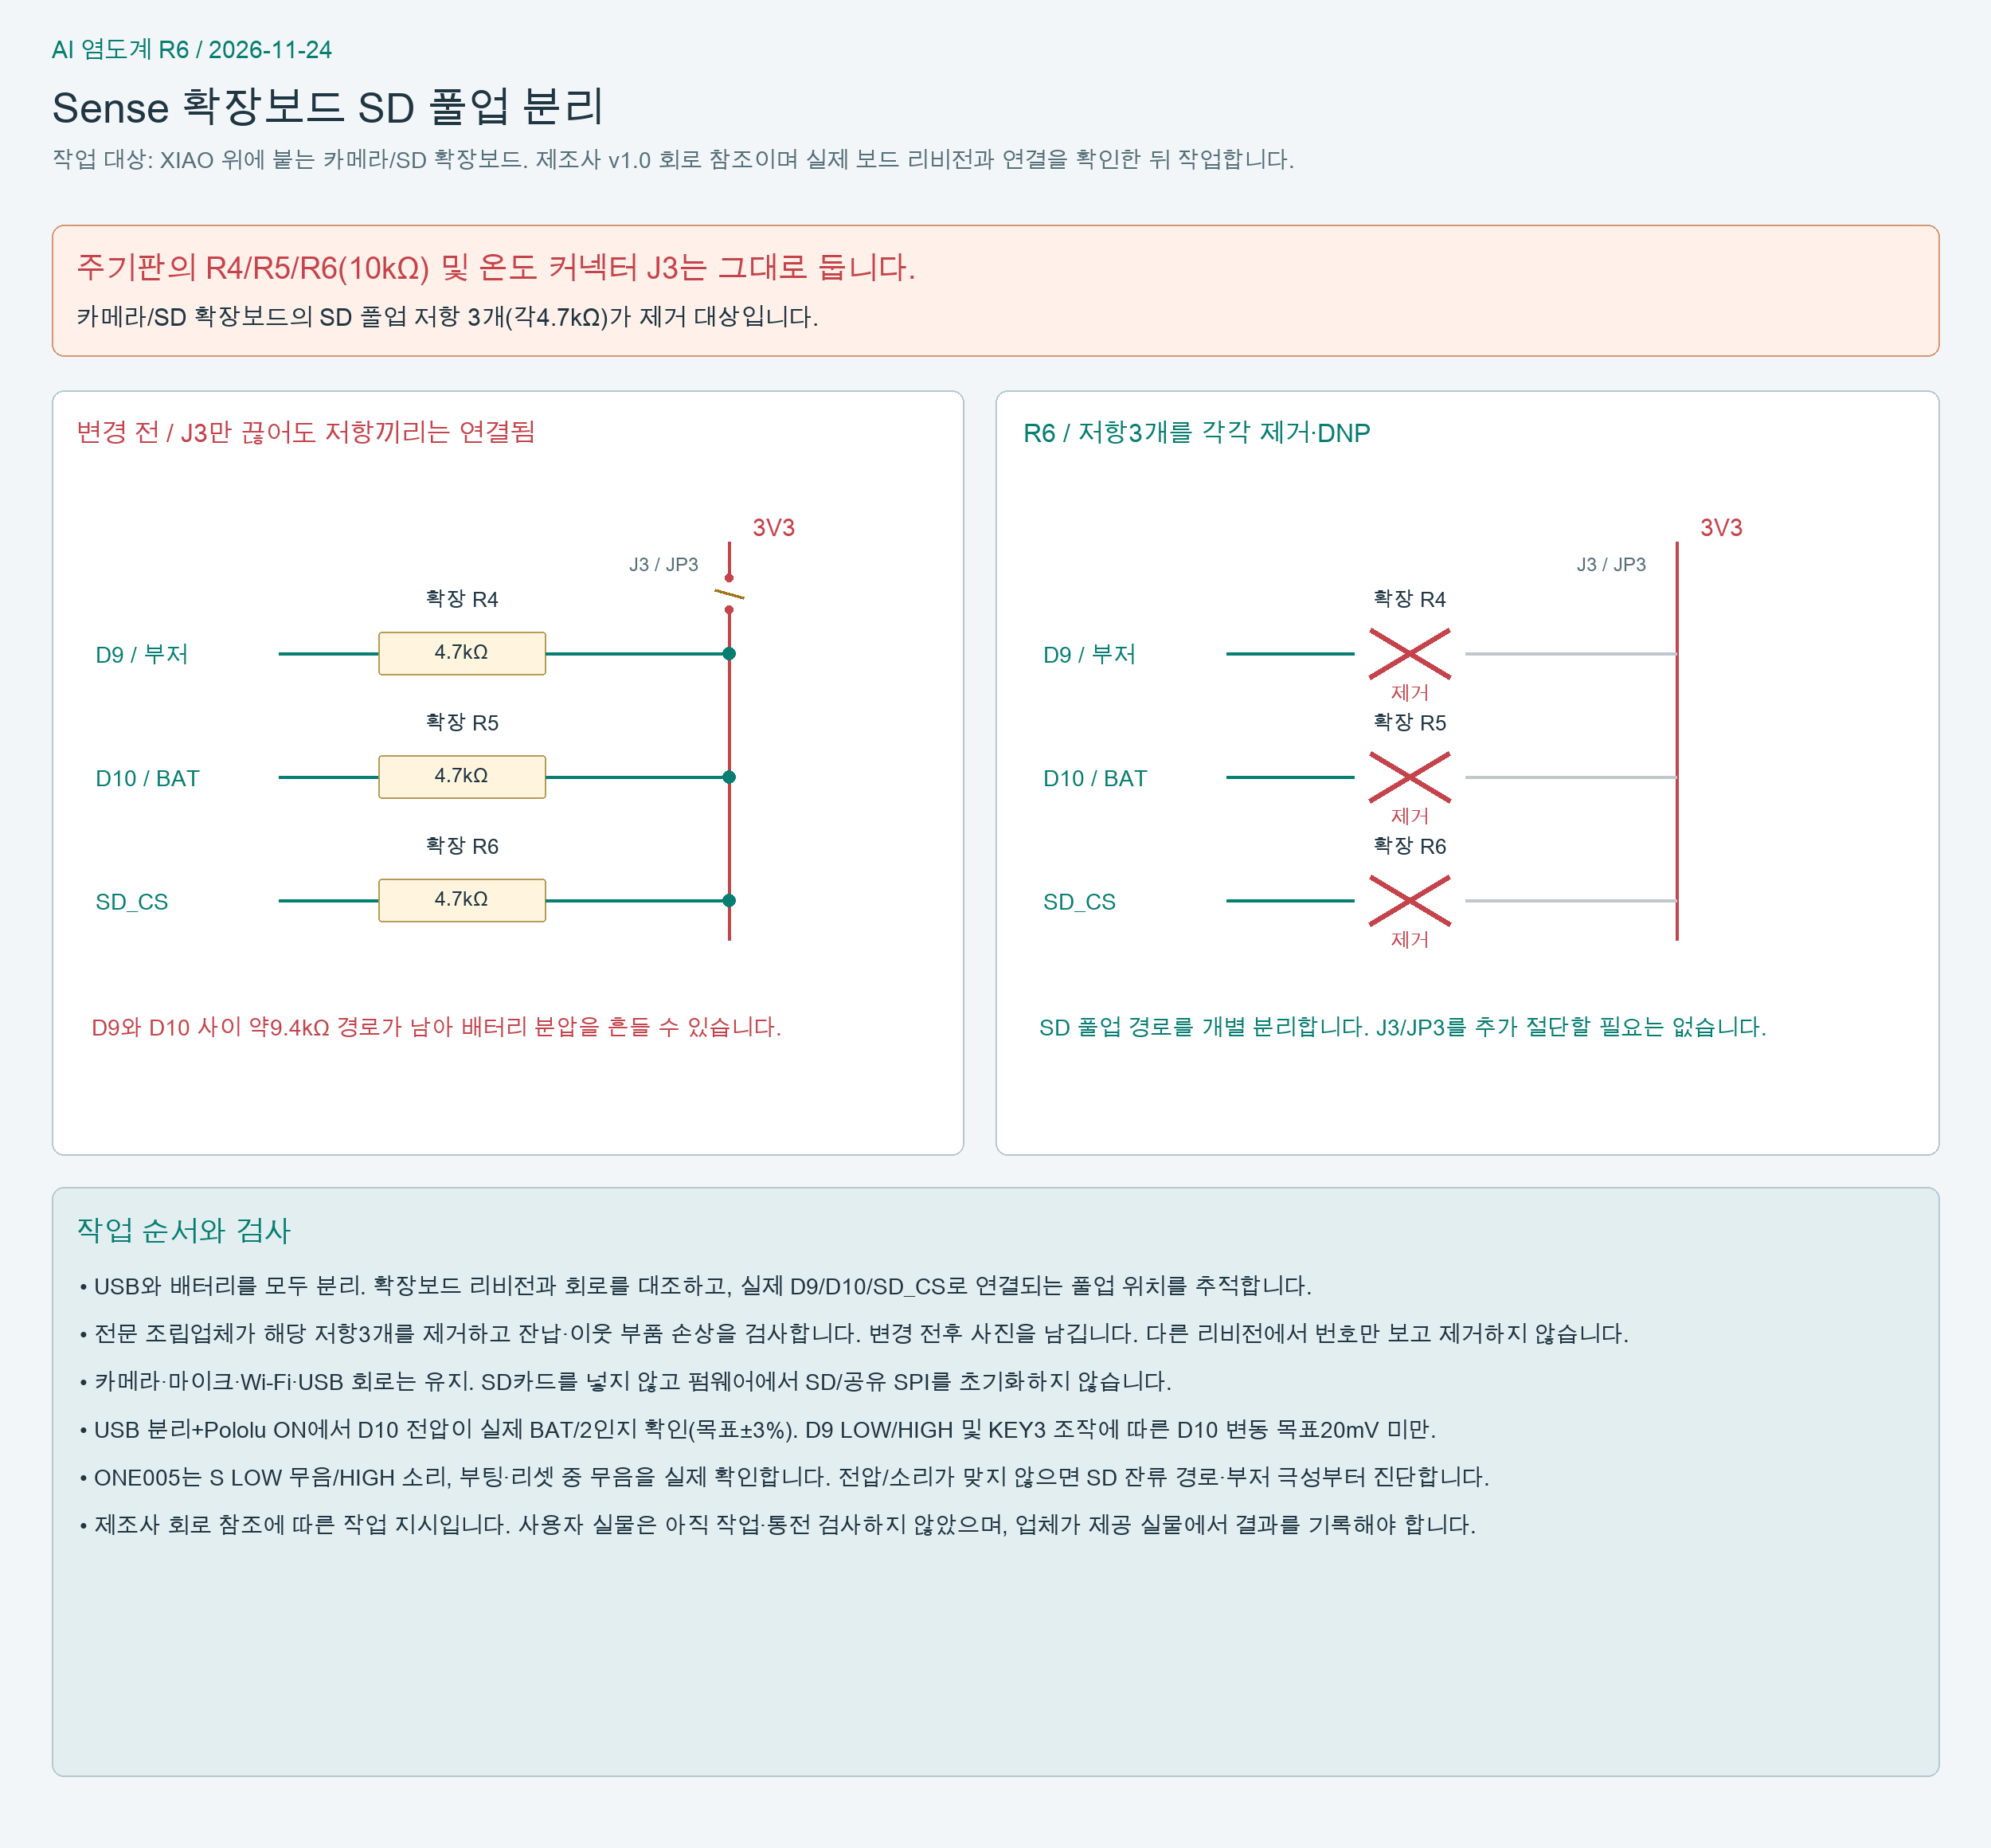 AI 염도계 R6 / 2026-11-24
Sense 확장보드 SD 풀업 분리
작업 대상: XIAO 위에 붙는 카메라/SD 확장보드. 제조사 v1.0 회로 참조이며 실제 보드 리비전과 연결을 확인한 뒤 작업합니다.
주기판의 R4/R5/R6(10kΩ) 및 온도 커넥터 J3는 그대로 둡니다.
카메라/SD 확장보드의 SD 풀업 저항 3개(각4.7kΩ)가 제거 대상입니다.
변경 전 / J3만 끊어도 저항끼리는 연결됨
3V3
J3 / JP3
확장 R4
D9 / 부저
4.7kΩ
확장 R5
D10 / BAT
4.7kΩ
확장 R6
SD_CS
4.7kΩ
D9와 D10 사이 약9.4kΩ 경로가 남아 배터리 분압을 흔들 수 있습니다.
R6 / 저항3개를 각각 제거·DNP
3V3
J3 / JP3
확장 R4
D9 / 부저
제거
확장 R5
D10 / BAT
제거
확장 R6
SD_CS
제거
SD 풀업 경로를 개별 분리합니다. J3/JP3를 추가 절단할 필요는 없습니다.
작업 순서와 검사
• USB와 배터리를 모두 분리. 확장보드 리비전과 회로를 대조하고, 실제 D9/D10/SD_CS로 연결되는 풀업 위치를 추적합니다.
• 전문 조립업체가 해당 저항3개를 제거하고 잔납·이웃 부품 손상을 검사합니다. 변경 전후 사진을 남깁니다. 다른 리비전에서 번호만 보고 제거하지 않습니다.
• 카메라·마이크·Wi-Fi·USB 회로는 유지. SD카드를 넣지 않고 펌웨어에서 SD/공유 SPI를 초기화하지 않습니다.
• USB 분리+Pololu ON에서 D10 전압이 실제 BAT/2인지 확인(목표±3%). D9 LOW/HIGH 및 KEY3 조작에 따른 D10 변동 목표20mV 미만.
• ONE005는 S LOW 무음/HIGH 소리, 부팅·리셋 중 무음을 실제 확인합니다. 전압/소리가 맞지 않으면 SD 잔류 경로·부저 극성부터 진단합니다.
• 제조사 회로 참조에 따른 작업 지시입니다. 사용자 실물은 아직 작업·통전 검사하지 않았으며, 업체가 제공 실물에서 결과를 기록해야 합니다.